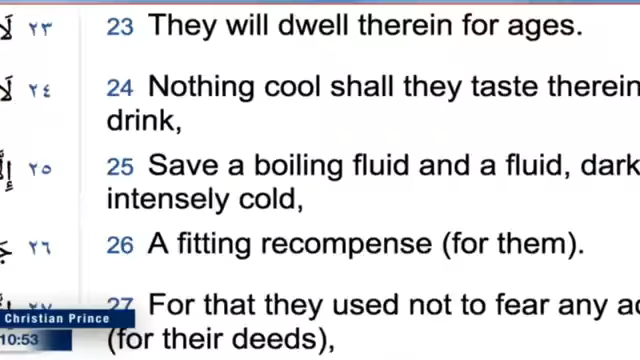 ٢٣ 23 They will dwell therein for ages.
٢٤ 24 Nothing cool shall they taste therein
drink,
٢٥ 25 Save a boiling fluid and a fluid, dark
intensely cold,
٢٦ 26 A fitting recompense (for them).
27 For that they used not to fear any
Christian Prince
(for their deeds),
10:53